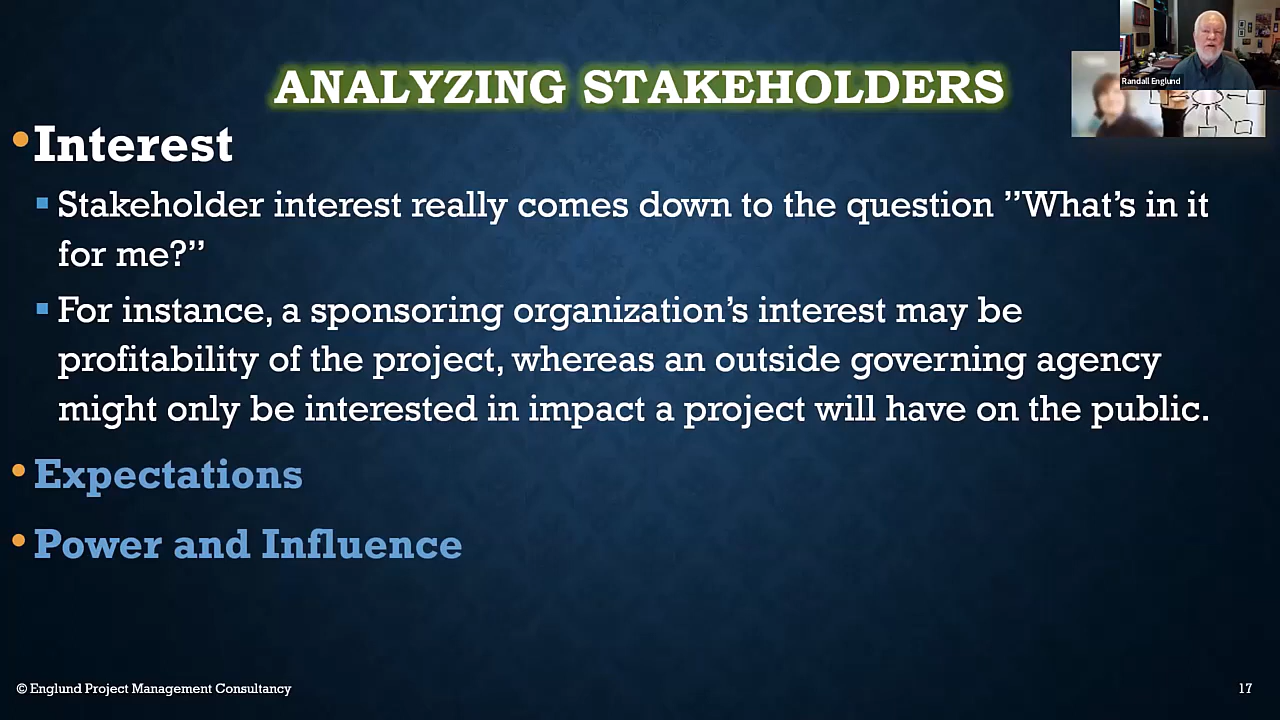 Randall Englund
ANALYZING STAKEHOLDERS
•Interest
▪ Stakeholder interest really comes down to the question ”What’s in it
for me?”
▪ For instance, a sponsoring organization’s interest may be
profitability of the project, whereas an outside governing agency
might only be interested in impact a project will have on the public.
• Expectations
• Power and Influence
© Englund Project Management Consultancy
17